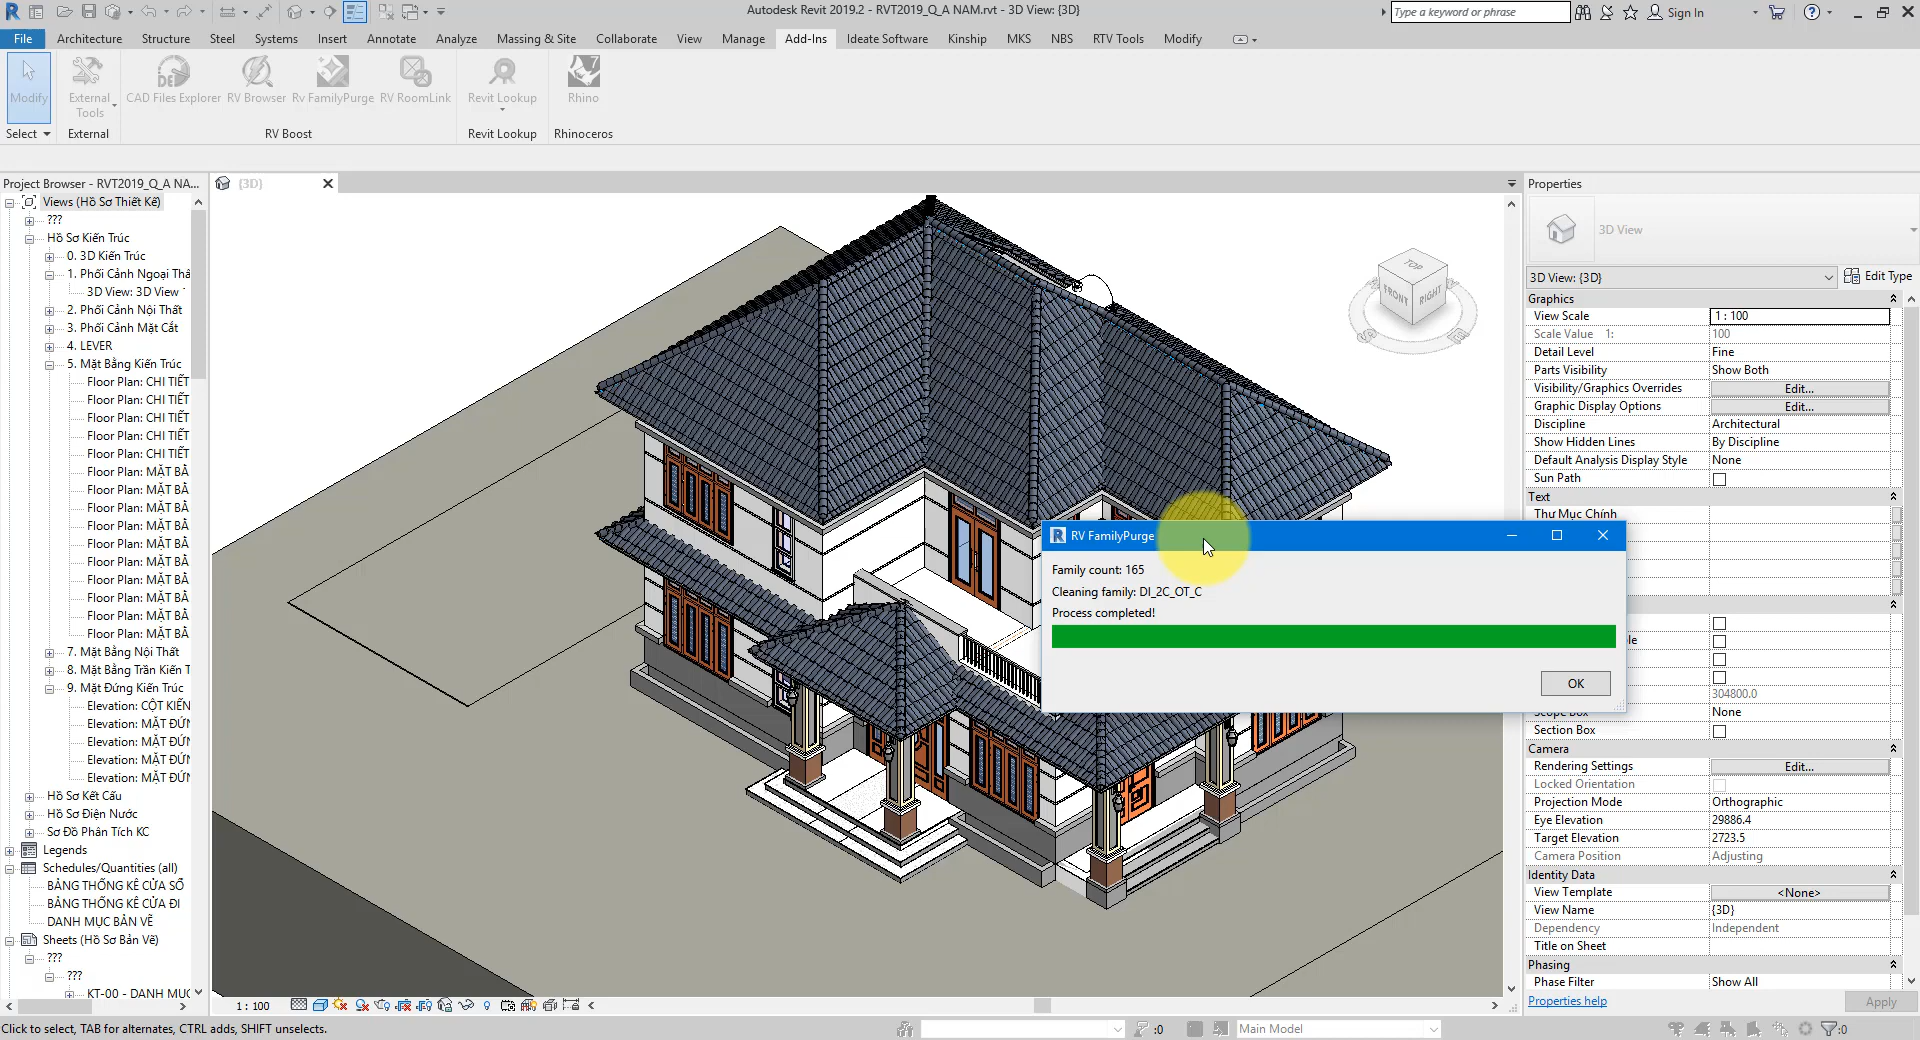 Autodesk Revit 2019.2 - RVT2019_Q_A NAM.rvt - 3D View: {3D}
Type a keyword or phrase
Sign In
File
Architecture
Structure
Steel
Systems
Insert
Annotate
Analyze
Massing & Site
Collaborate
View
Manage
Add-Ins
Ideate Software
Kinship
MKS
NBS
RTV Tools
Modify
Modify
External Tools
CAD Files Explorer
RV Browser
Rv FamilyPurge
RV RoomLink
Revit Lookup
Rhino
Select
External
RV Boost
Revit Lookup
Rhinoceros
Project Browser - RVT2019_Q_A NA...
Views (Hồ Sơ Thiết Kế)
???
Hồ Sơ Kiến Trúc
0. 3D Kiến Trúc
1. Phối Cảnh Ngoại Thấ
3D View: 3D View
2. Phối Cảnh Nội Thất
3. Phối Cảnh Mặt Cắt
4. LEVER
5. Mặt Bằng Kiến Trúc
Floor Plan: CHI TIẾT
Floor Plan: CHI TIẾT
Floor Plan: CHI TIẾT
Floor Plan: CHI TIẾT
Floor Plan: CHI TIẾT
Floor Plan: MẶT BẰ
Floor Plan: MẶT BẰ
Floor Plan: MẶT BẰ
Floor Plan: MẶT BẰ
Floor Plan: MẶT BẰ
Floor Plan: MẶT BẰ
Floor Plan: MẶT BẰ
Floor Plan: MẶT BẰ
Floor Plan: MẶT BẰ
Floor Plan: MẶT BẰ
7. Mặt Bằng Nội Thất
8. Mặt Bằng Trần Kiến T
9. Mặt Đứng Kiến Trúc
Elevation: CỘT KIẾN
Elevation: MẶT ĐỨN
Elevation: MẶT ĐỨN
Elevation: MẶT ĐỨN
Elevation: MẶT ĐỨN
Hồ Sơ Kết Cấu
Hồ Sơ Điện Nước
Sơ Đồ Phân Tích KC
Legends
Schedules/Quantities (all)
BẢNG THỐNG KÊ CỬA SỔ
BẢNG THỐNG KÊ CỬA ĐI
DANH MỤC BẢN VẼ
Sheets (Hồ Sơ Bản Vẽ)
???
???
KT-00 - DANH MỤC
{3D}
TOP
FRONT
RIGHT
RV FamilyPurge
Family count: 165
Cleaning family: DI_2C_OT_C
Process completed!
OK
Properties
3D View
3D View: {3D}
Edit Type
Graphics
View Scale 1 : 100
Scale Value 1: 100
Detail Level Fine
Parts Visibility Show Both
Visibility/Graphics Overrides Edit...
Graphic Display Options Edit...
Discipline Architectural
Show Hidden Lines By Discipline
Default Analysis Display Style None
Sun Path
Text
Thư Mục Chính
le
304800.0
Scope Box None
Section Box
Camera
Rendering Settings Edit...
Locked Orientation
Projection Mode Orthographic
Eye Elevation 29886.4
Target Elevation 2723.5
Camera Position Adjusting
Identity Data
View Template <None>
View Name {3D}
Dependency Independent
Title on Sheet
Phasing
Phase Filter Show All
Properties help
Apply
1 : 100
Click to select, TAB for alternates, CTRL adds, SHIFT unselects.
:0
Main Model
:0